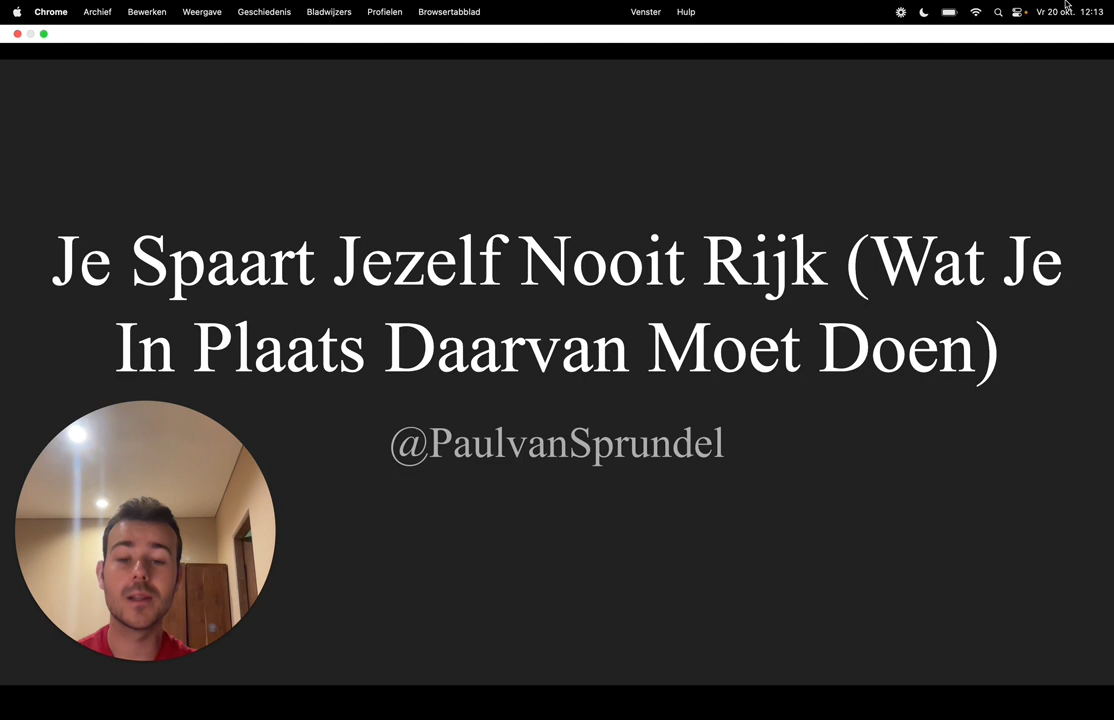 Chrome Archief Bewerken Weergave Geschiedenis Bladwijzers Profielen Browsertabblad Venster Hulp Vr 20 okt. 12:13
Je Spaart Jezelf Nooit Rijk (Wat Je
In Plaats Daarvan Moet Doen)
@PaulvanSprundel